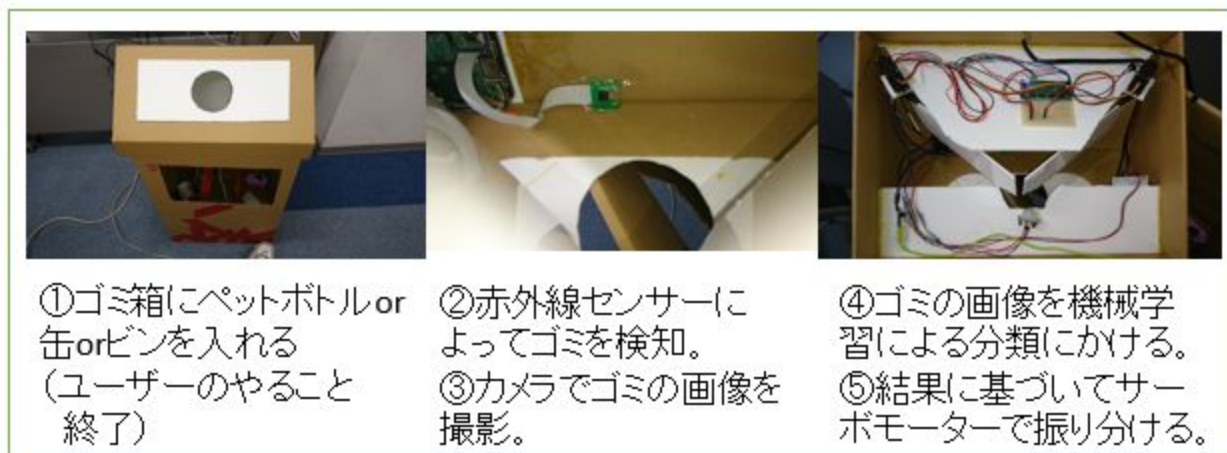 ①ゴミ箱にペットボトルor
缶orビンを入れる
（ユーザーのやること
終了）
②赤外線センサーに
よってゴミを検知。
③カメラでゴミの画像を
撮影。
④ゴミの画像を機械学
習による分類にかける。
⑤結果に基づいてサー
ボモーターで振り分ける。